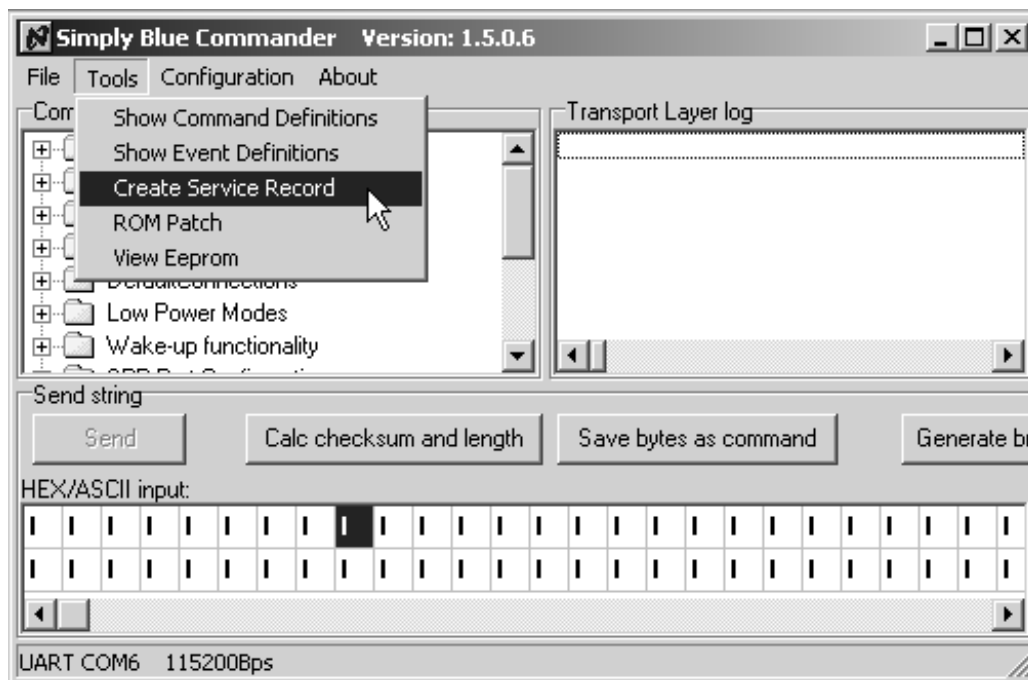 Simply Blue Commander Version: 1.5.0.6
File Tools Configuration About
Show Command Definitions
Show Event Definitions
Create Service Record
ROM Patch
View Eeprom
Transport Layer log
Low Power Modes
Wake-up functionality
Send string
Send
Calc checksum and length
Save bytes as command
Generate
HEX/ASCII input:
UART COM6 115200Bps